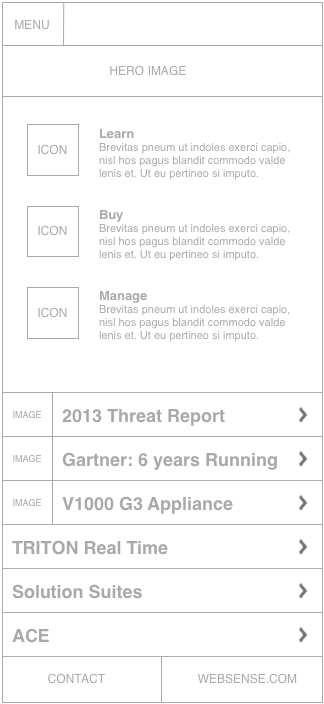 MENU
HERO IMAGE
ICON
Learn
Brevitas pneum ut indoles exerci capio,
nisl hos pagus blandit commodo valde
lenis et. Ut eu pertineo si imputo.
ICON
Buy
Brevitas pneum ut indoles exerci capio,
nisl hos pagus blandit commodo valde
lenis et. Ut eu pertineo si imputo.
ICON
Manage
Brevitas pneum ut indoles exerci capio,
nisl hos pagus blandit commodo valde
lenis et. Ut eu pertineo si imputo.
IMAGE
2013 Threat Report
IMAGE
Gartner: 6 years Running
IMAGE
V1000 G3 Appliance
TRITON Real Time
Solution Suites
ACE
CONTACT
WEBSENSE.COM